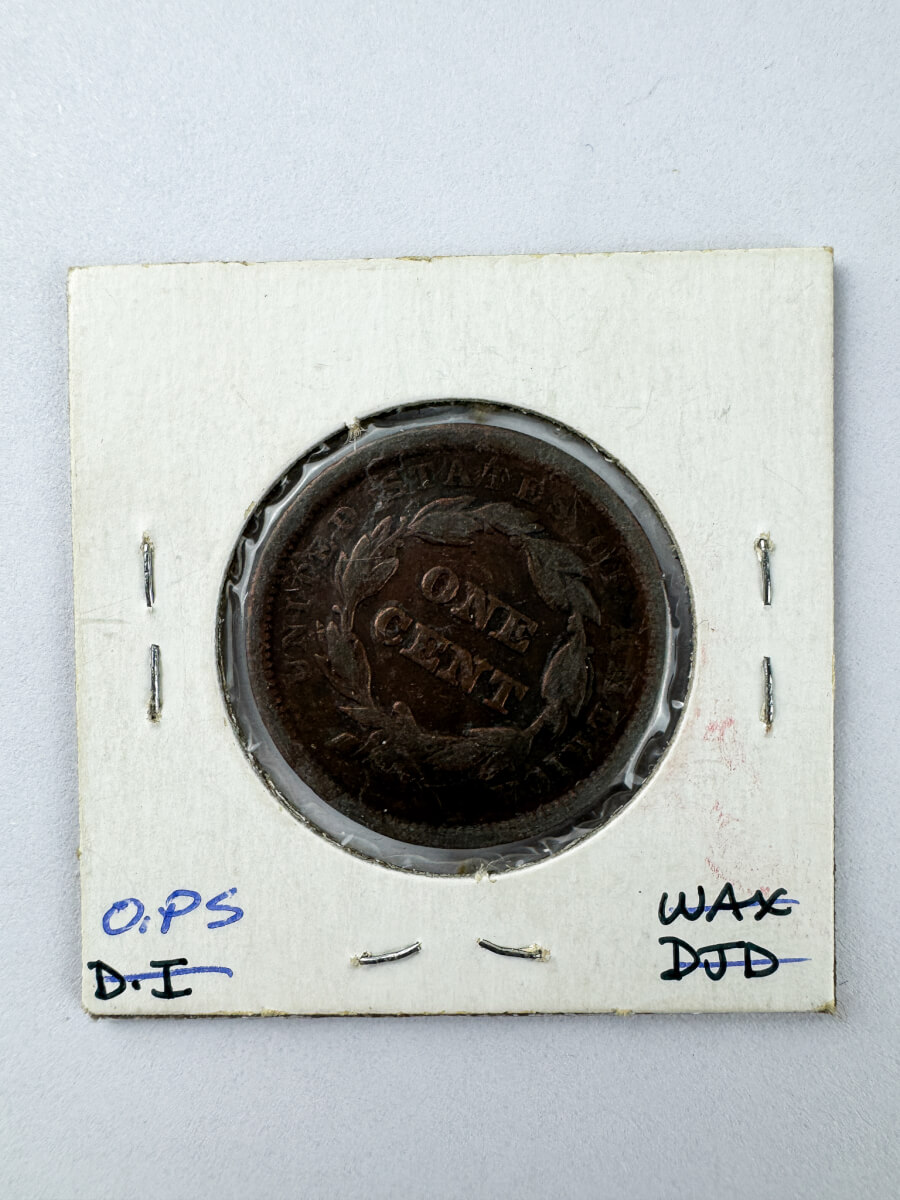 UNITED STATES OF AMERICA
ONE
CENT
O.PS
D.I
WAX
DJD